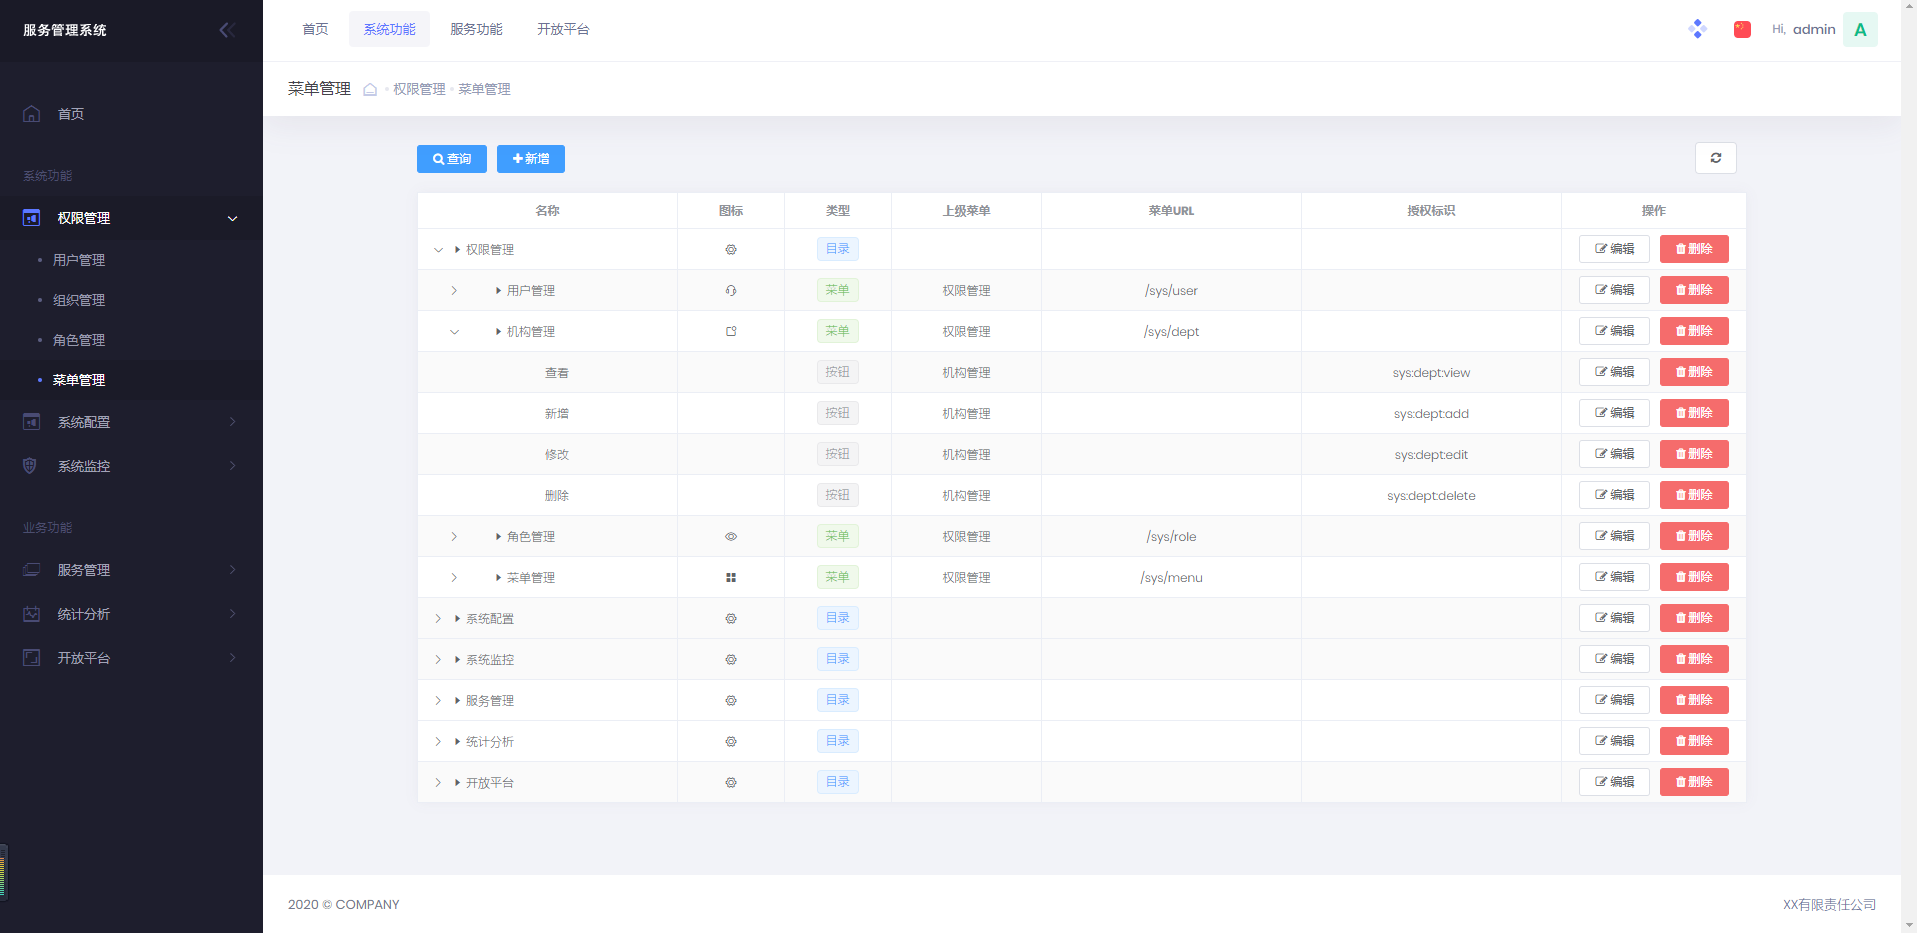 服务管理系统
首页
系统功能
权限管理
用户管理
组织管理
角色管理
菜单管理
系统配置
系统监控
业务功能
服务管理
统计分析
开放平台
首页 系统功能 服务功能 开放平台
Hi, admin A
菜单管理 权限管理 菜单管理
查询 新增
名称 图标 类型 上级菜单 菜单URL 授权标识 操作
权限管理 目录 编辑 删除
用户管理 菜单 权限管理 /sys/user 编辑 删除
机构管理 菜单 权限管理 /sys/dept 编辑 删除
查看 按钮 机构管理 sys:dept:view 编辑 删除
新增 按钮 机构管理 sys:dept:add 编辑 删除
修改 按钮 机构管理 sys:dept:edit 编辑 删除
删除 按钮 机构管理 sys:dept:delete 编辑 删除
角色管理 菜单 权限管理 /sys/role 编辑 删除
菜单管理 菜单 权限管理 /sys/menu 编辑 删除
系统配置 目录 编辑 删除
系统监控 目录 编辑 删除
服务管理 目录 编辑 删除
统计分析 目录 编辑 删除
开放平台 目录 编辑 删除
2020 © COMPANY
XX有限责任公司